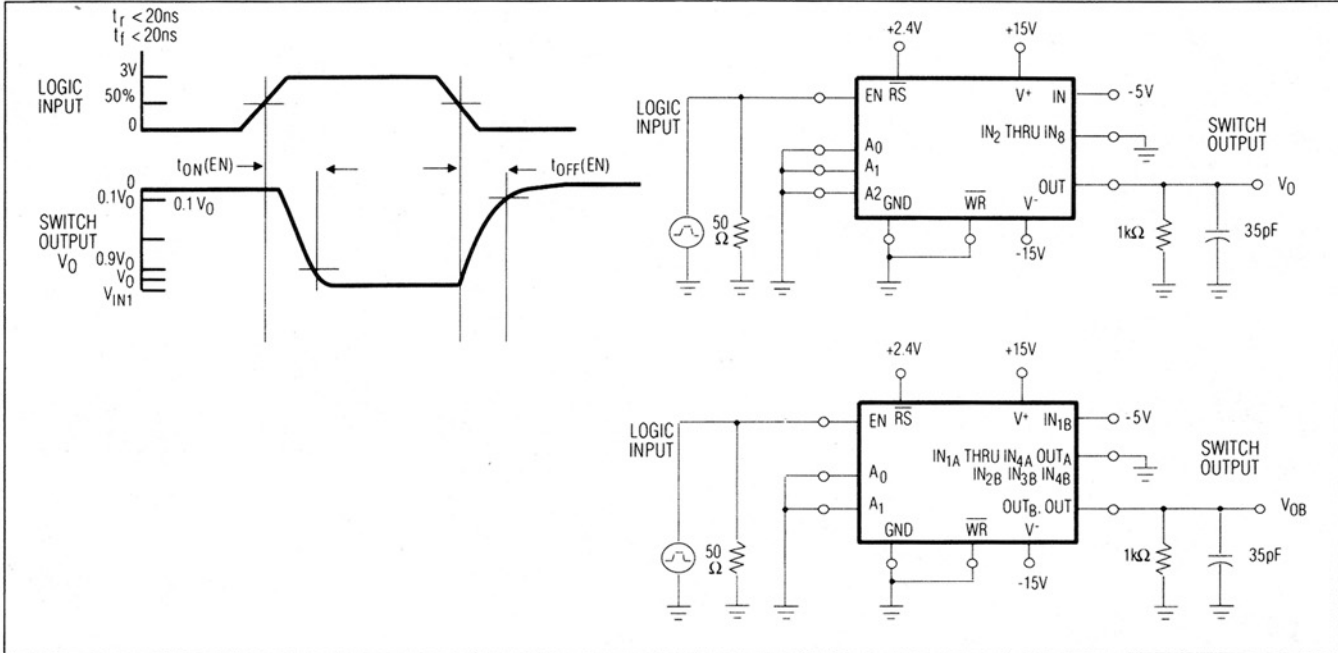 tr <20ns
tf <20ns
LOGIC
INPUT
3V
50%
0
tON(EN)
tOFF(EN)
0
0.1VO
0.1 VO
SWITCH
OUTPUT
VO
0.9VO
VO
VIN1
+2.4V
+15V
LOGIC
INPUT
EN
RS
V+
IN
-5V
IN2 THRU IN8
SWITCH
OUTPUT
A0
A1
A2
OUT
VO
GND
WR
V-
50
Ω
-15V
1kΩ
35pF
+2.4V
+15V
LOGIC
INPUT
EN
RS
V+
IN1B
-5V
IN1A THRU IN4A OUTA
IN2B IN3B IN4B
SWITCH
OUTPUT
A0
A1
OUTB, OUT
VOB
GND
WR
V-
50
Ω
-15V
1kΩ
35pF